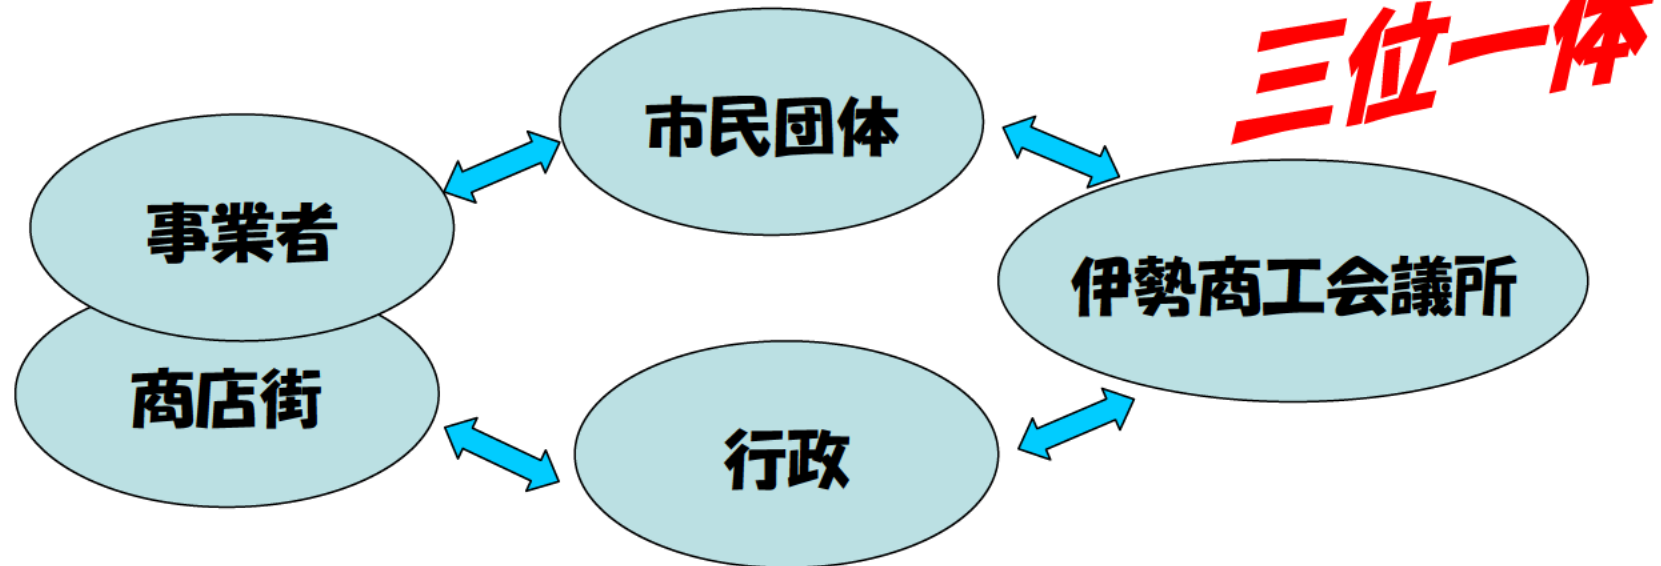 三位一体
市民団体
事業者
伊勢商工会議所
商店街
行政